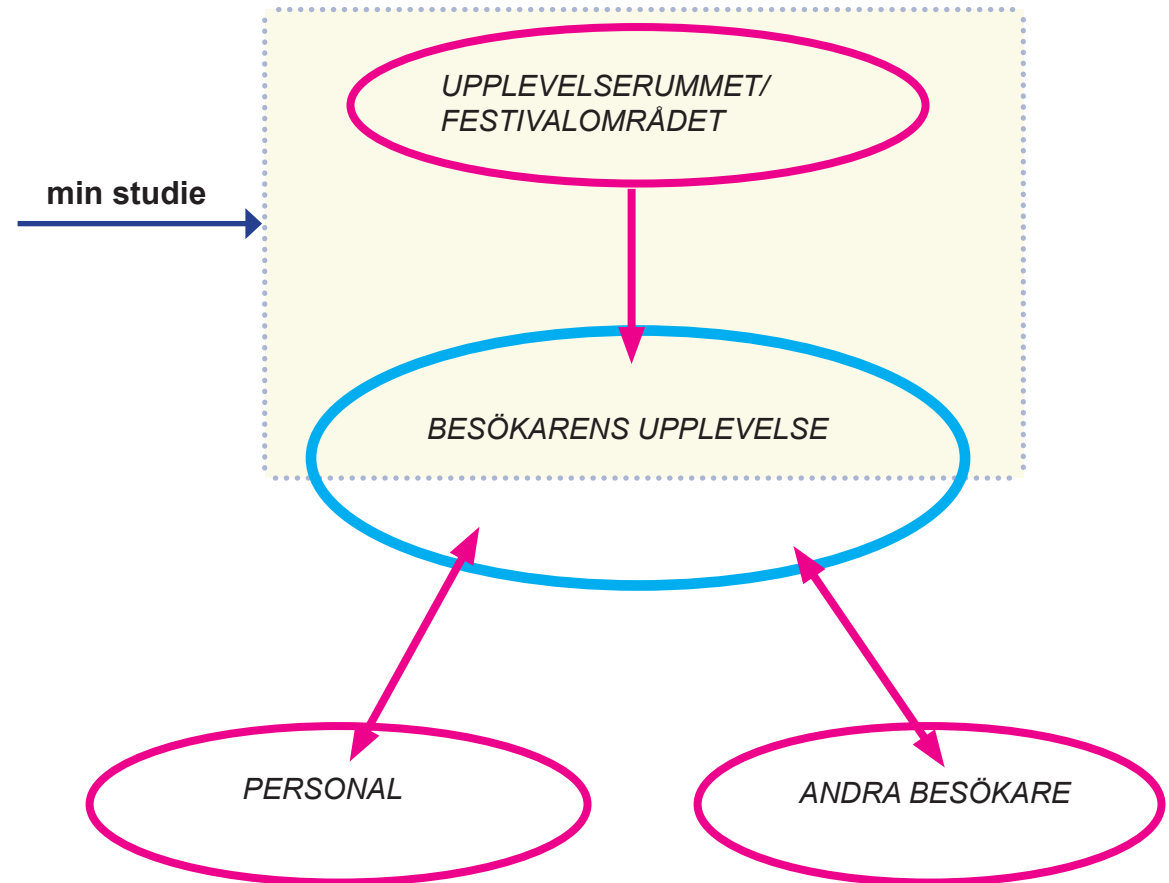 UPPLEVELSERUMMET/
FESTIVALOMRÅDET
min studie
BESÖKARENS UPPLEVELSE
PERSONAL
ANDRA BESÖKARE